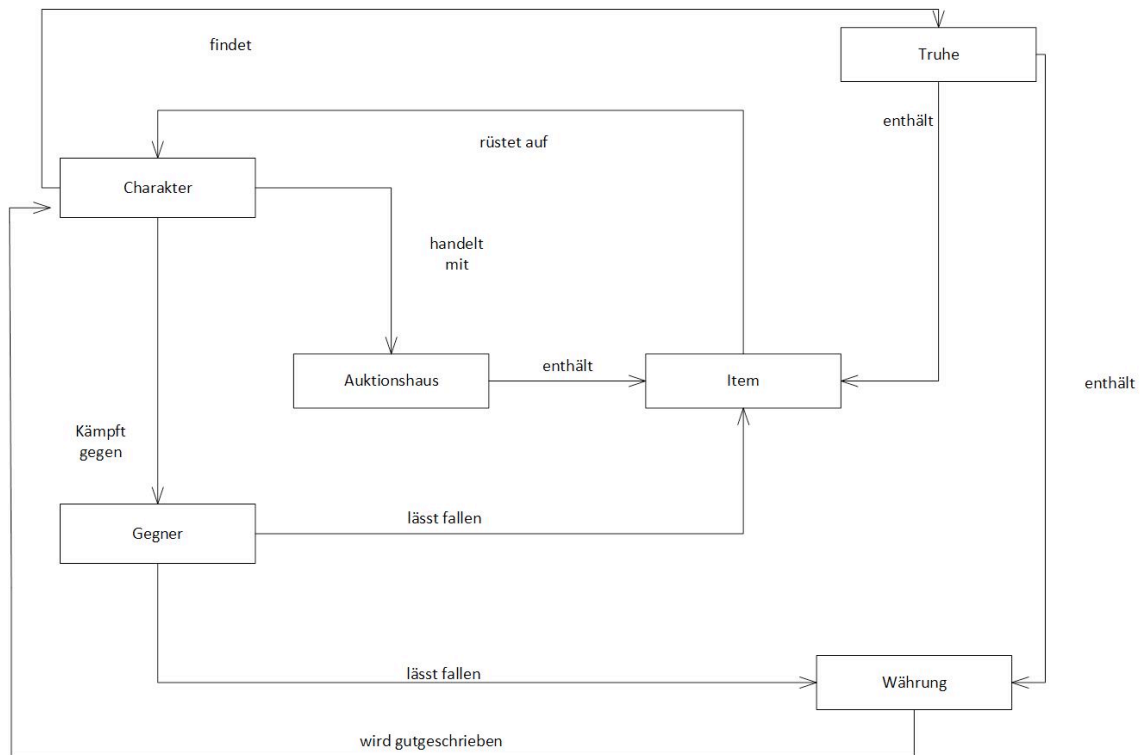 findet
Truhe
enthält
rüstet auf
Charakter
handelt
mit
Auktionshaus
enthält
Item
enthält
Kämpft
gegen
lässt fallen
Gegner
lässt fallen
Währung
wird gutgeschrieben